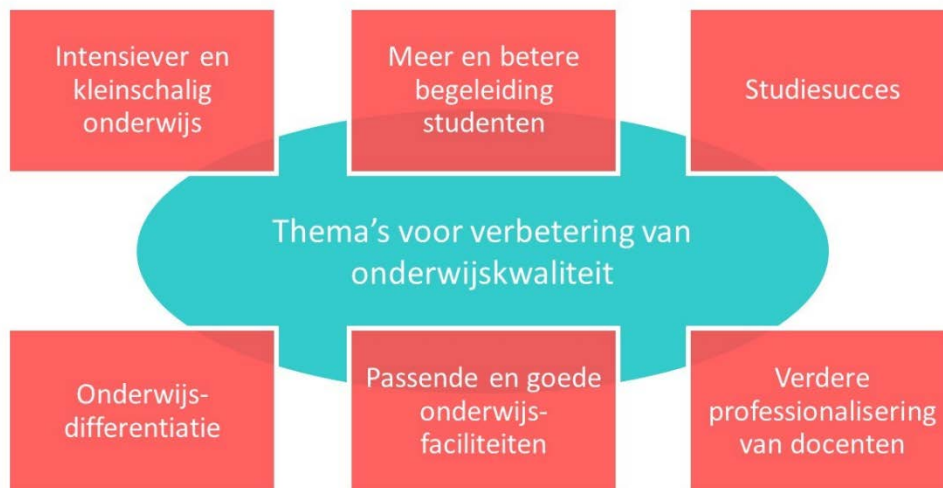 Intensiever en
kleinschalig
onderwijs
Meer en betere
begeleiding
studenten
Studiesucces
Thema's voor verbetering van
onderwijskwaliteit
Onderwijs-
differentiatie
Passende en goede
onderwijs-
faciliteiten
Verdere
professionalisering
van docenten